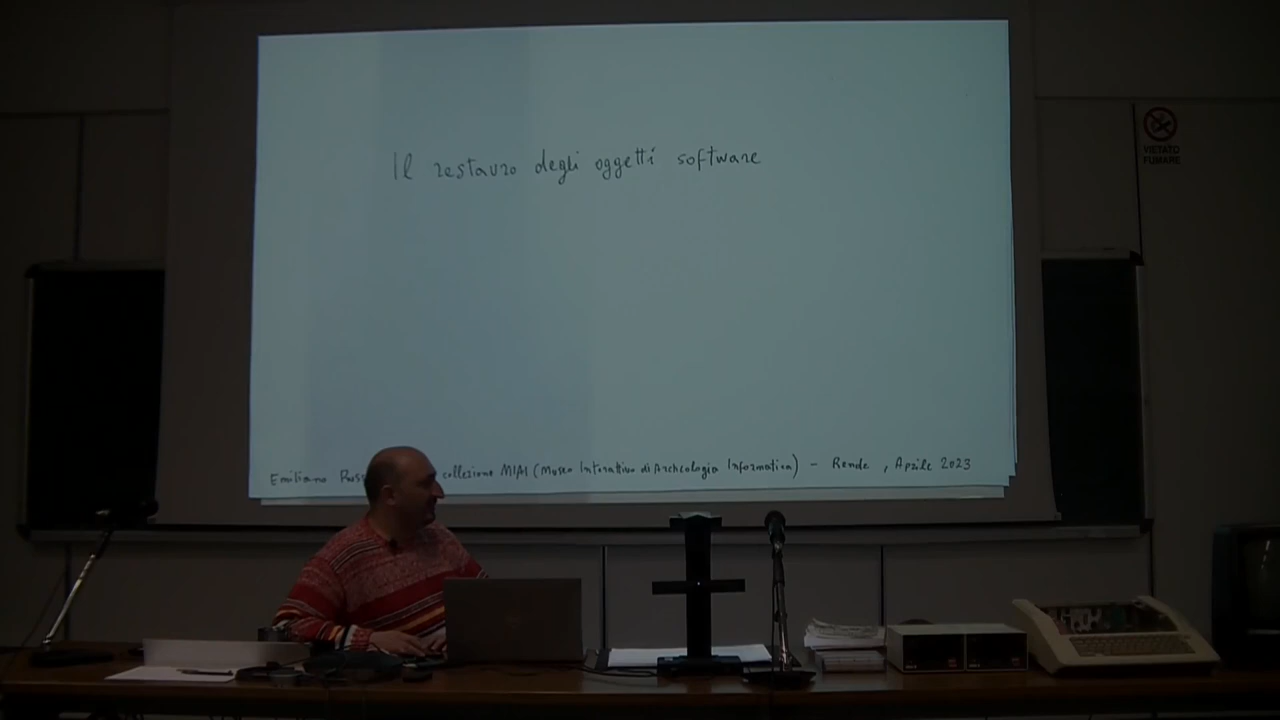 Il restauro degli oggetti software
Emiliano collezione MIAI (Museo Interattivo di Archeologia Informatica) - Rende, Aprile 2023
VIETATO
FUMARE